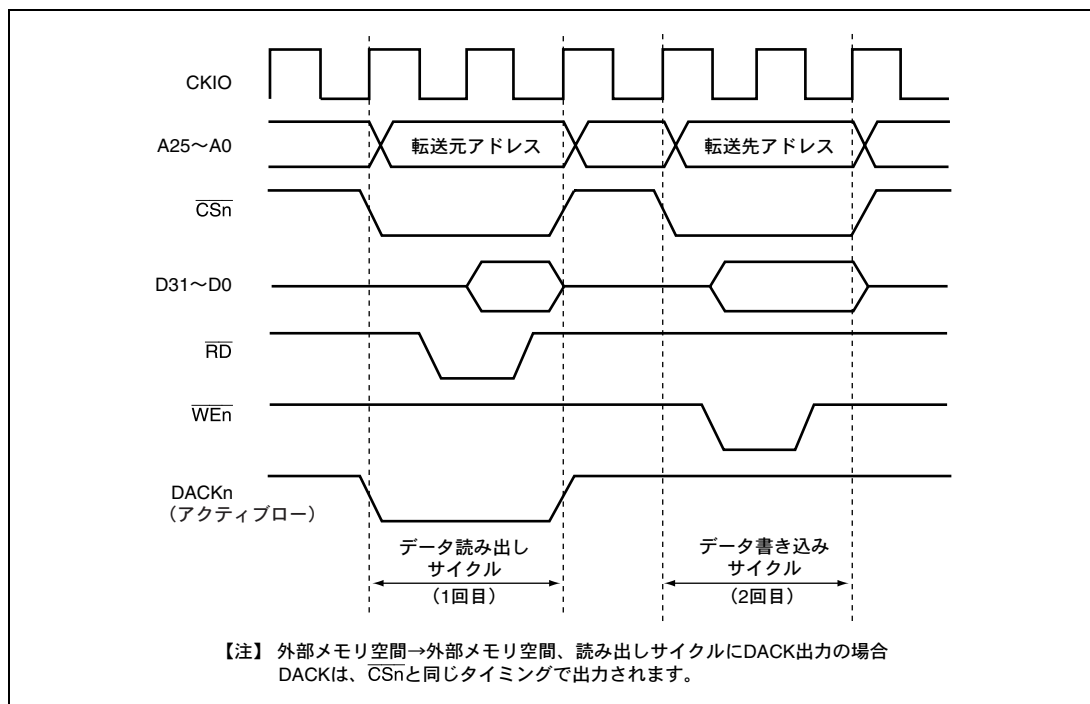 CKIO
A25～A0
転送元アドレス
転送先アドレス
CSn
D31～D0
RD
WEn
DACKn
（アクティブロー）
データ読み出し
サイクル
（1回目）
データ書き込み
サイクル
（2回目）
【注】 外部メモリ空間→外部メモリ空間、読み出しサイクルにDACK出力の場合
DACKは、CSnと同じタイミングで出力されます。